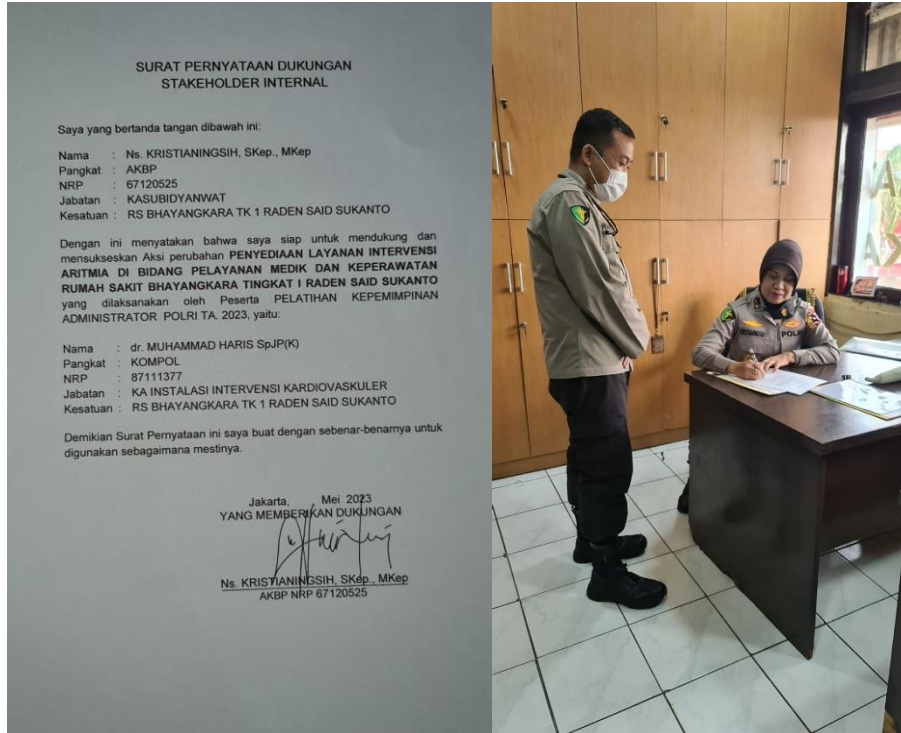 SURAT PERNYATAAN DUKUNGAN
STAKEHOLDER INTERNAL
Saya yang bertanda tangan dibawah ini:
Nama : Ns. KRISTIANINGSIH, SKep., MKep
Pangkat : AKBP
NRP : 67120525
Jabatan : KASUBIDYANWAT
Kesatuan : RS BHAYANGKARA TK 1 RADEN SAID SUKANTO
Dengan ini menyatakan bahwa saya siap untuk mendukung dan
mensukseskan Aksi perubahan PENYEDIAAN LAYANAN INTERVENSI
ARITMIA DI BIDANG PELAYANAN MEDIK DAN KEPERAWATAN
RUMAH SAKIT BHAYANGKARA TINGKAT I RADEN SAID SUKANTO
yang dilaksanakan oleh Peserta PELATIHAN KEPEMIMPINAN
ADMINISTRATOR POLRI TA. 2023, yaitu:
Nama : dr. MUHAMMAD HARIS SpJP(K)
Pangkat : KOMPOL
NRP : 87111377
Jabatan : KA INSTALASI INTERVENSI KARDIOVASKULER
Kesatuan : RS BHAYANGKARA TK 1 RADEN SAID SUKANTO
Demikian Surat Pernyataan ini saya buat dengan sebenar-benarnya untuk
digunakan sebagaimana mestinya.
Jakarta, Mei 2023
YANG MEMBERIKAN DUKUNGAN
Ns. KRISTIANINGSIH, SKep., MKep
AKBP NRP 67120525